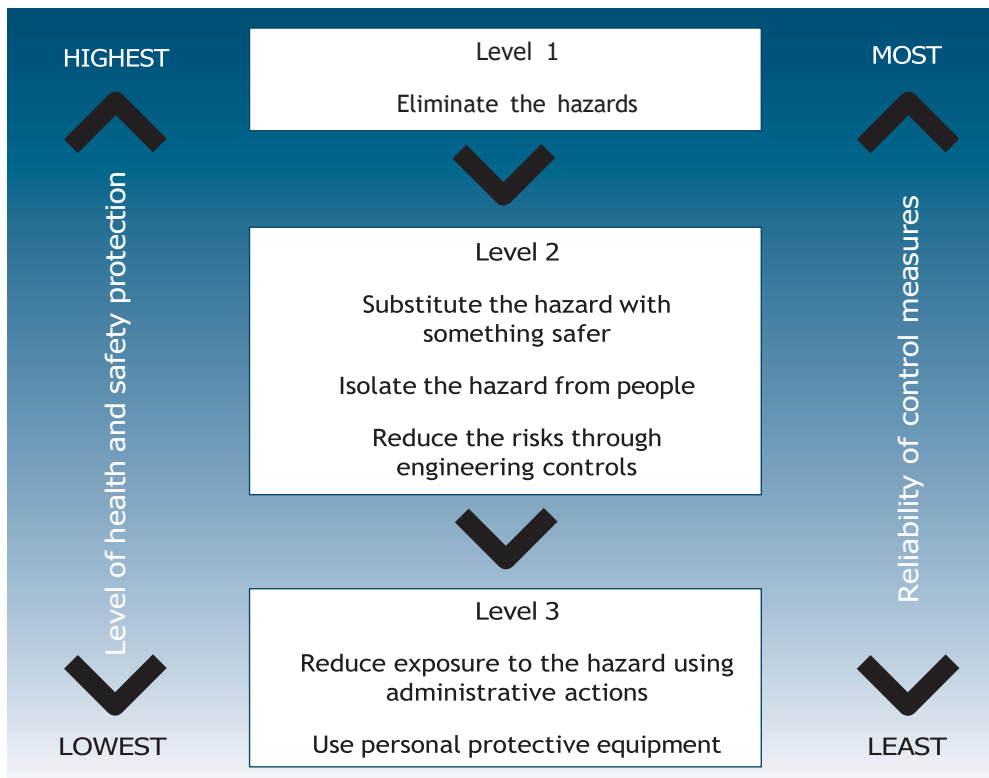 HIGHEST
Level of health and safety protection
LOWEST
Level 1
Eliminate the hazards
Level 2
Substitute the hazard with
something safer
Isolate the hazard from people
Reduce the risks through
engineering controls
Level 3
Reduce exposure to the hazard using
administrative actions
Use personal protective equipment
MOST
Reliability of control measures
LEAST